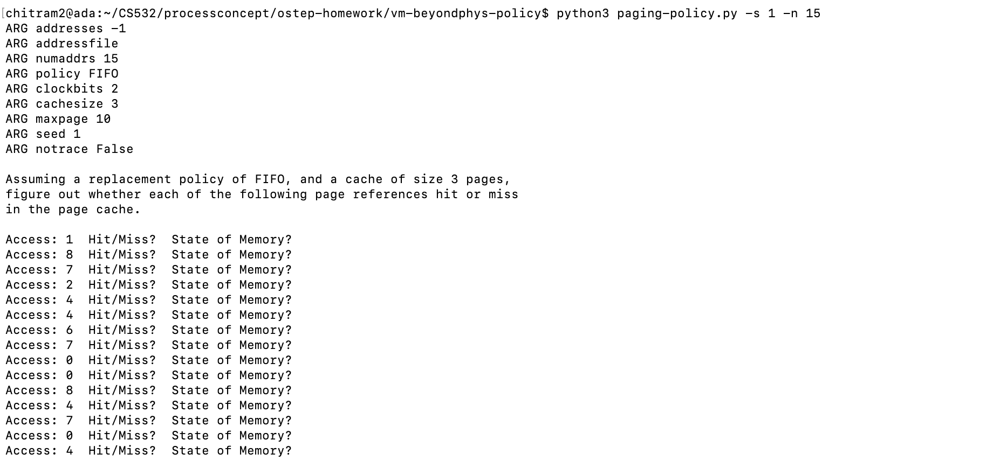 [chitram2@ada:~/CS532/processconcept/ostep-homework/vm-beyondphys-policy$ python3 paging-policy.py -s 1 -n 15
ARG addresses -1
ARG addressfile
ARG numaddrs 15
ARG policy FIFO
ARG clockbits 2
ARG cachesize 3
ARG maxpage 10
ARG seed 1
ARG notrace False
Assuming a replacement policy of FIFO, and a cache of size 3 pages,
figure out whether each of the following page references hit or miss
in the page cache.
Access: 1  Hit/Miss?  State of Memory?
Access: 8  Hit/Miss?  State of Memory?
Access: 7  Hit/Miss?  State of Memory?
Access: 2  Hit/Miss?  State of Memory?
Access: 4  Hit/Miss?  State of Memory?
Access: 4  Hit/Miss?  State of Memory?
Access: 6  Hit/Miss?  State of Memory?
Access: 7  Hit/Miss?  State of Memory?
Access: 0  Hit/Miss?  State of Memory?
Access: 0  Hit/Miss?  State of Memory?
Access: 8  Hit/Miss?  State of Memory?
Access: 4  Hit/Miss?  State of Memory?
Access: 7  Hit/Miss?  State of Memory?
Access: 0  Hit/Miss?  State of Memory?
Access: 4  Hit/Miss?  State of Memory?